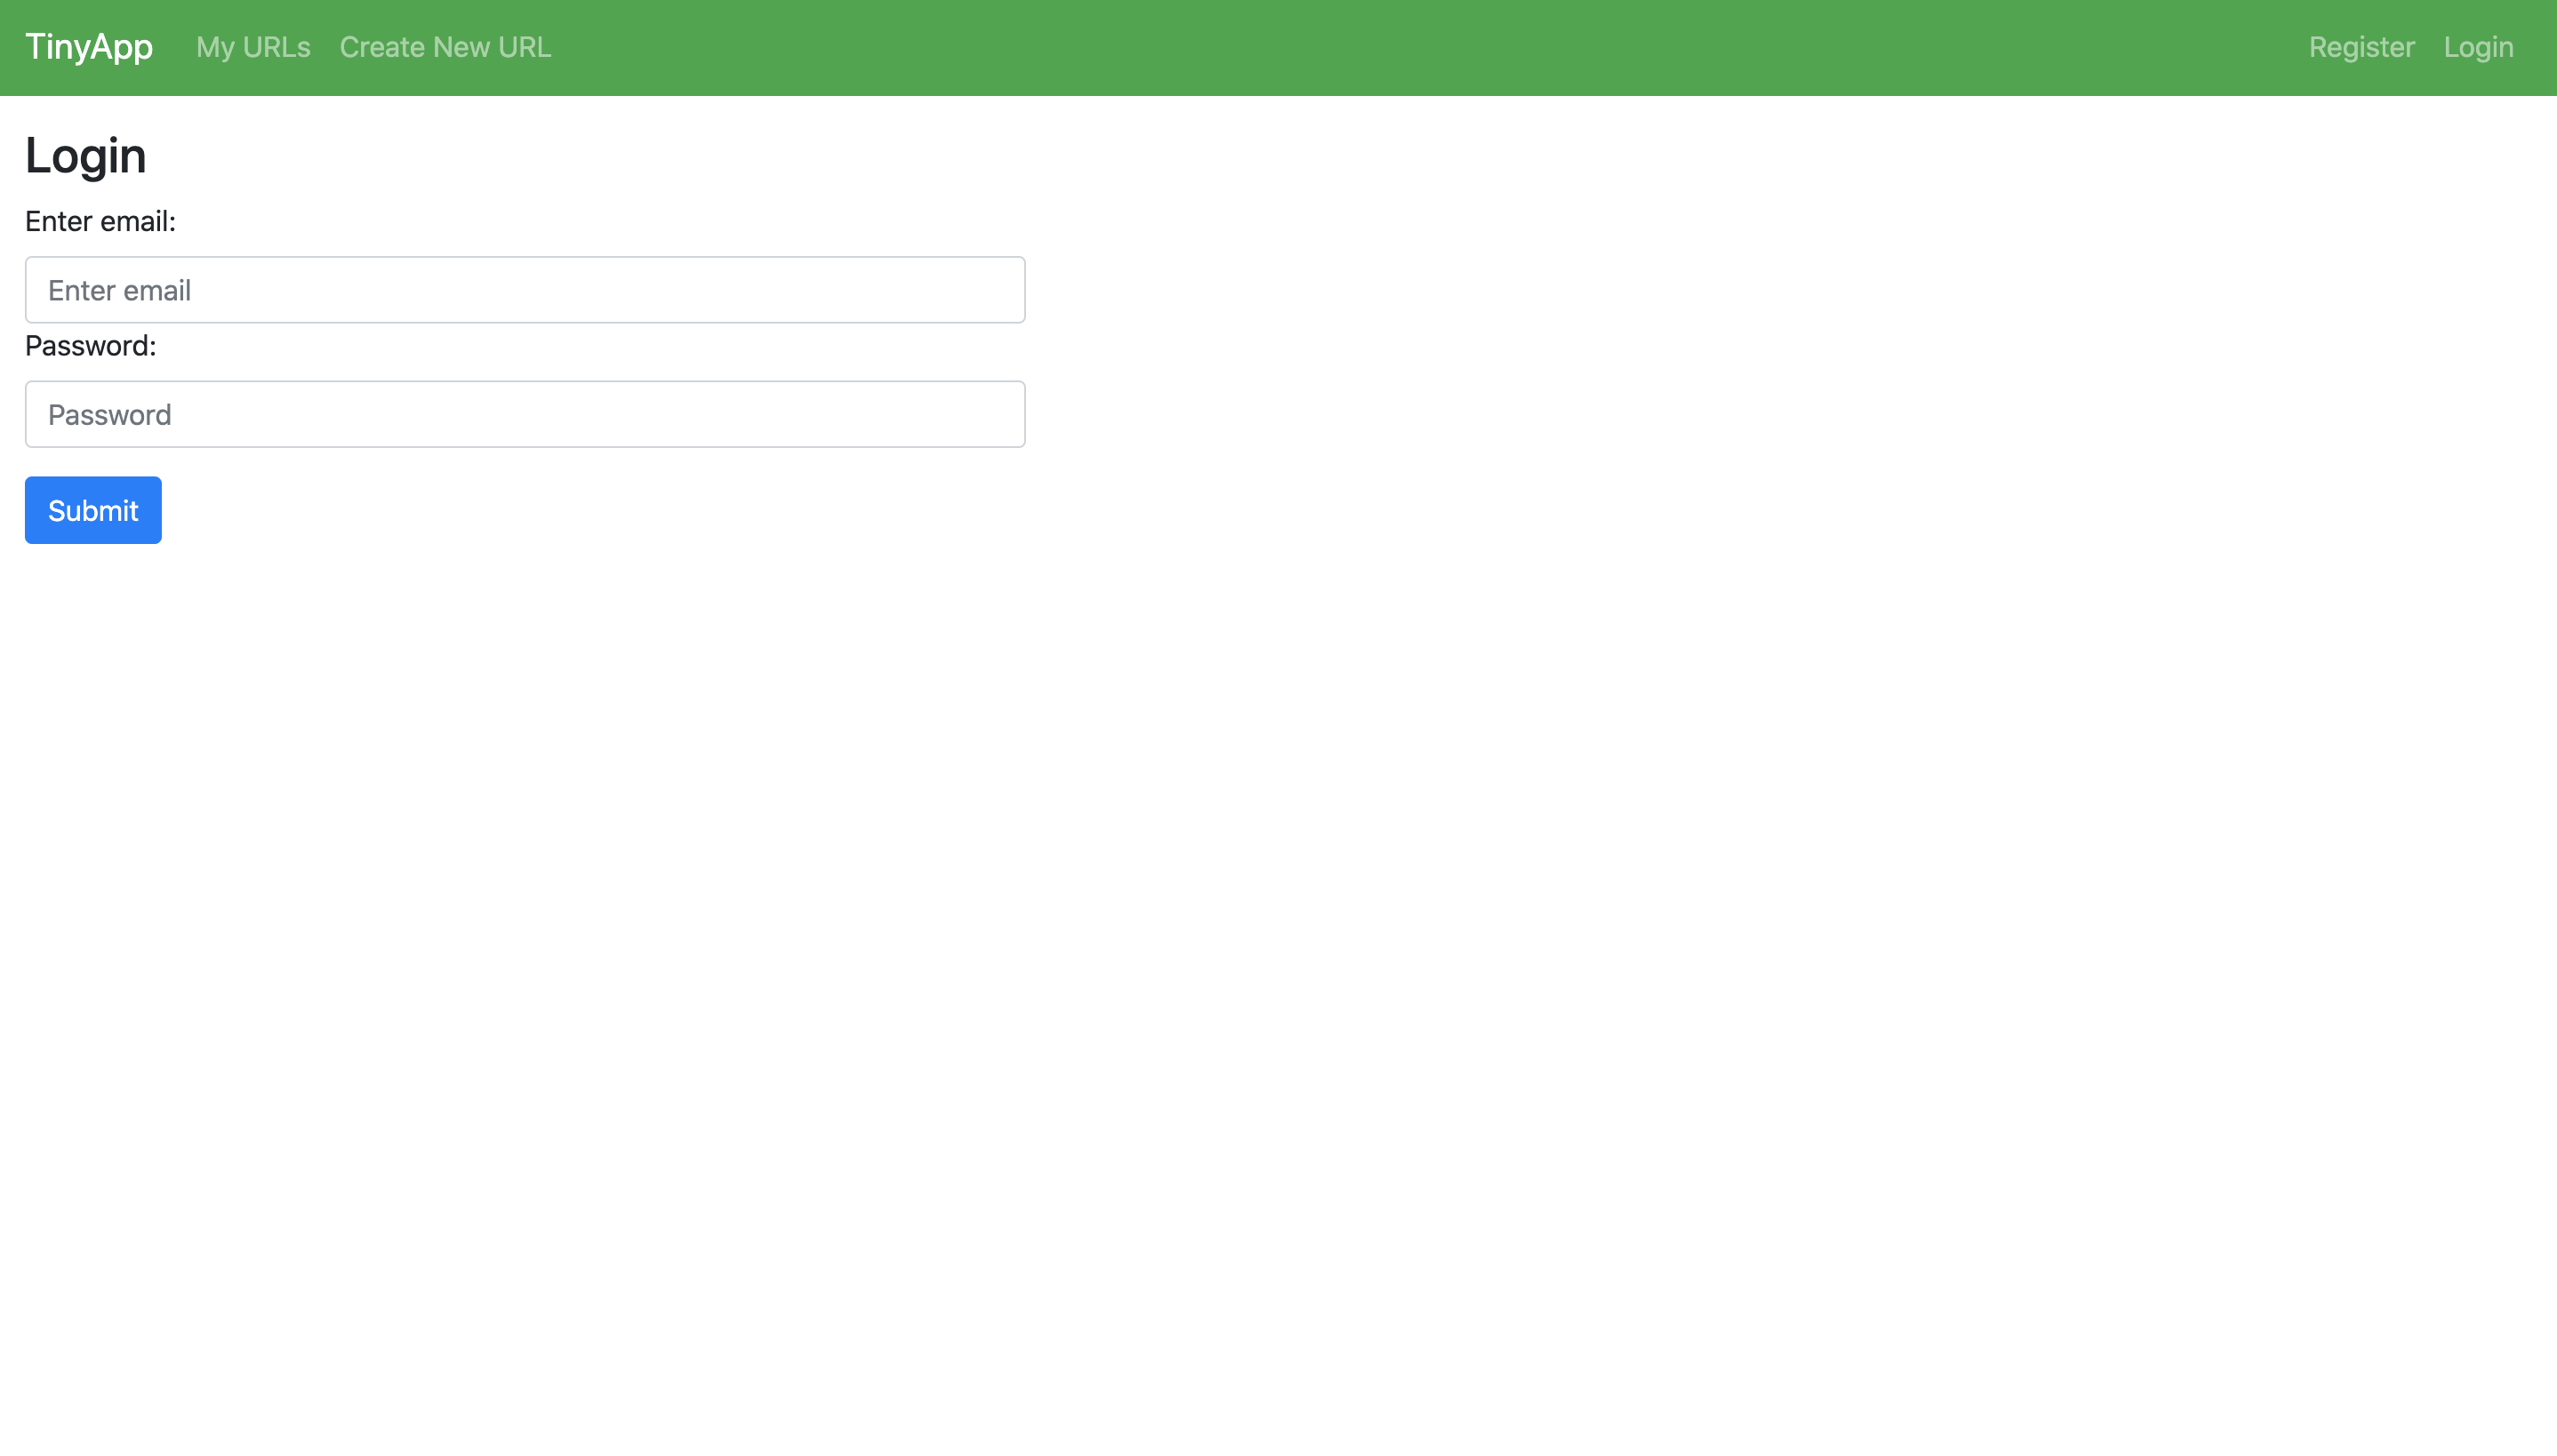 TinyApp My URLs Create New URL Register Login
Login
Enter email:
Enter email
Password:
Password
Submit